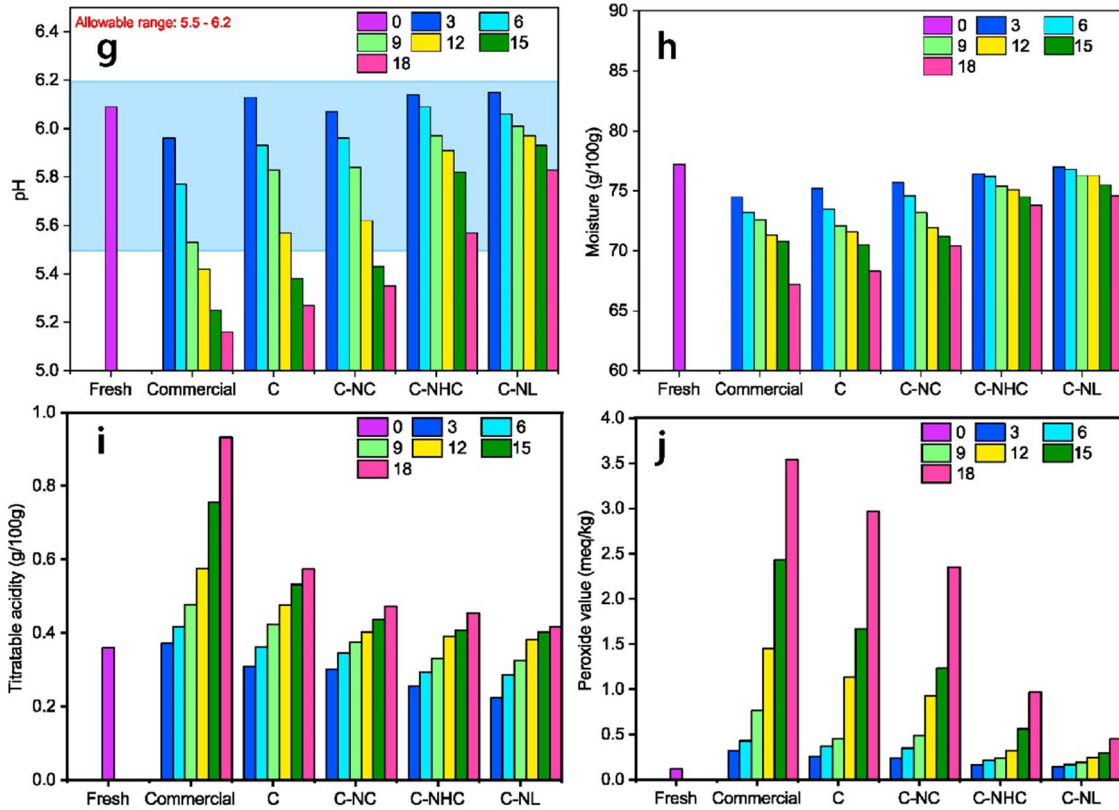 Allowable range: 5.5 - 6.2
g
0 3 6
9 12 15
18
6.4
6.2
6.0
5.8
5.6
5.4
5.2
5.0
pH
Fresh Commercial C C-NC C-NHC C-NL
h
0 3 6
9 12 15
18
90
85
80
75
70
65
60
Moisture (g/100g)
Fresh Commercial C C-NC C-NHC C-NL
i
0 3 6
9 12 15
18
1.0
0.8
0.6
0.4
0.2
0.0
Titratable acidity (g/100g)
Fresh Commercial C C-NC C-NHC C-NL
j
0 3 6
9 12 15
18
4.0
3.5
3.0
2.5
2.0
1.5
1.0
0.5
0.0
Peroxide value (meq/kg)
Fresh Commercial C C-NC C-NHC C-NL